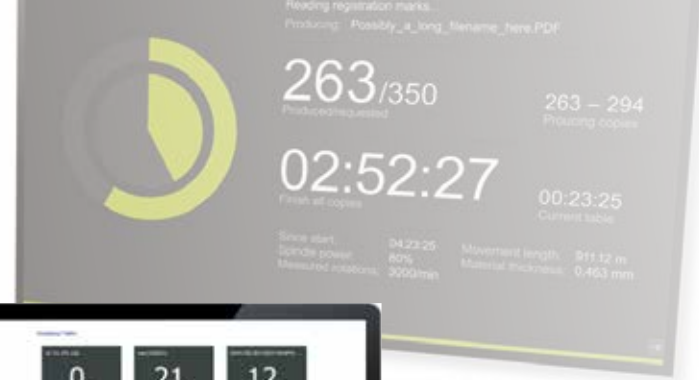 Reading registration marks...
Producing: Possibly_a_long_filename_here.PDF
263/350
Produced/requested
263 – 294
Proucing copies
02:52:27
Finish all copies
00:23:25
Current table
Since start: 04:23:25
Spindle power: 80%
Measured rotations: 3000/min
Movement length: 911.12 m
Material thickness: 0,463 mm
0
21
12